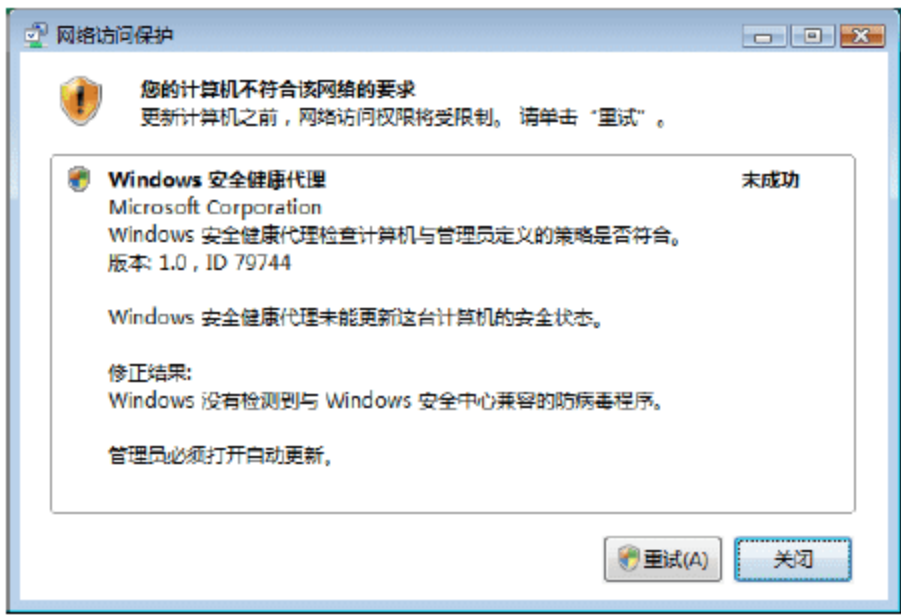 网络访问保护
您的计算机不符合该网络的要求
更新计算机之前，网络访问权限将受限制。 请单击“重试”。
Windows 安全健康代理 未成功
Microsoft Corporation
Windows 安全健康代理检查计算机与管理员定义的策略是否符合。
版本: 1.0，ID 79744
Windows 安全健康代理未能更新这台计算机的安全状态。
修正结果:
Windows 没有检测到与 Windows 安全中心兼容的防病毒程序。
管理员必须打开自动更新。
重试(A) 关闭